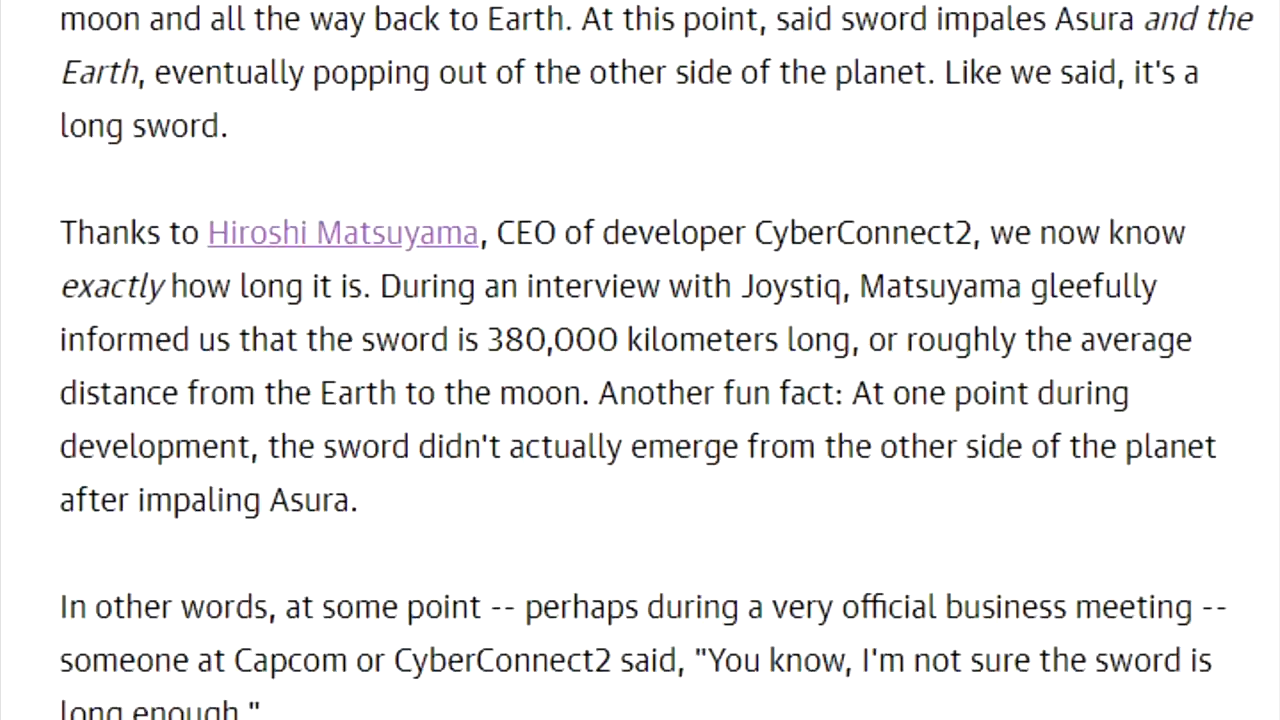 moon and all the way back to Earth. At this point, said sword impales Asura and the
Earth, eventually popping out of the other side of the planet. Like we said, it's a
long sword.
Thanks to Hiroshi Matsuyama, CEO of developer CyberConnect2, we now know
exactly how long it is. During an interview with Joystiq, Matsuyama gleefully
informed us that the sword is 380,000 kilometers long, or roughly the average
distance from the Earth to the moon. Another fun fact: At one point during
development, the sword didn't actually emerge from the other side of the planet
after impaling Asura.
In other words, at some point -- perhaps during a very official business meeting --
someone at Capcom or CyberConnect2 said, "You know, I'm not sure the sword is
long enough."